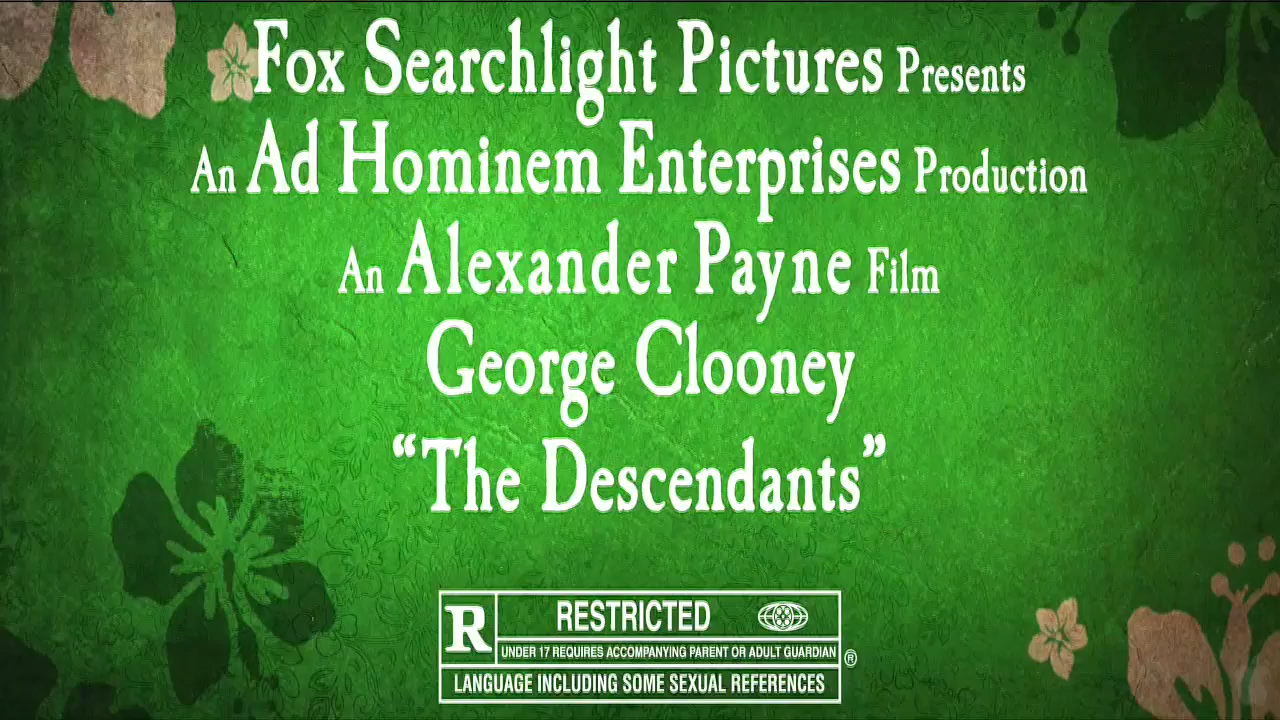 Fox Searchlight Pictures Presents
An Ad Hominem Enterprises Production
An Alexander Payne Film
George Clooney
“The Descendants”
R RESTRICTED
UNDER 17 REQUIRES ACCOMPANYING PARENT OR ADULT GUARDIAN ®
LANGUAGE INCLUDING SOME SEXUAL REFERENCES